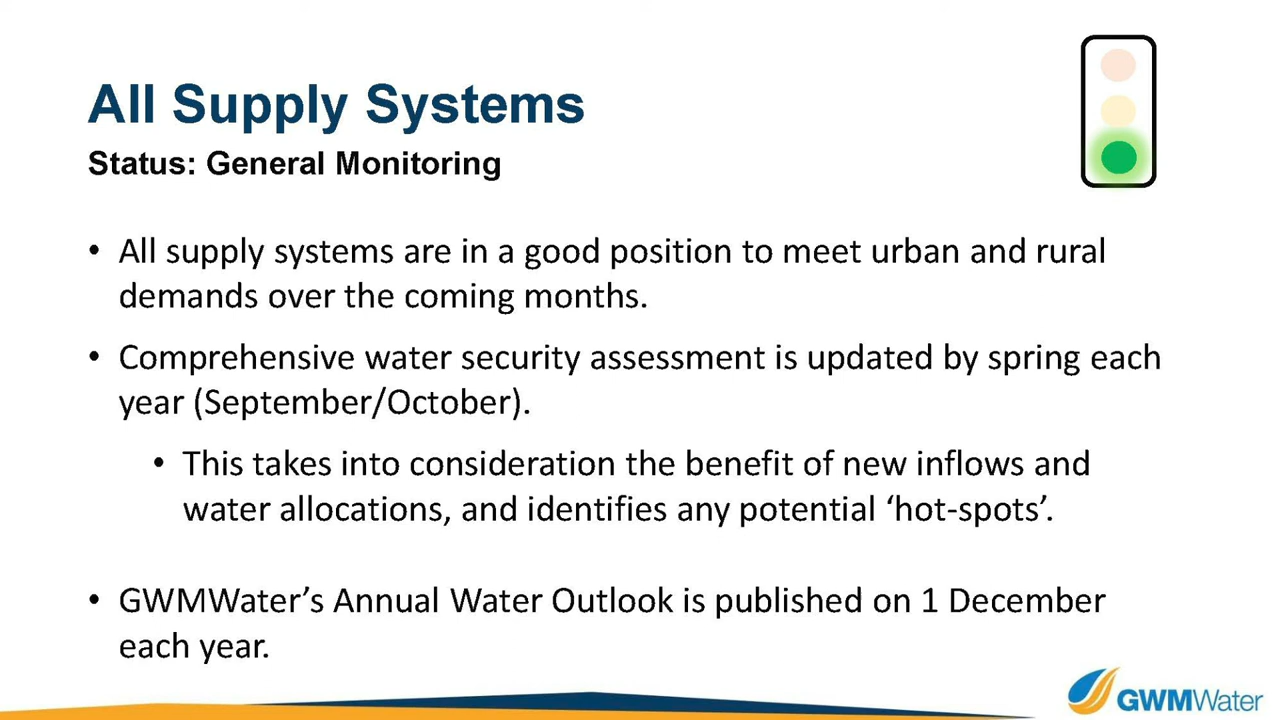 All Supply Systems
Status: General Monitoring
• All supply systems are in a good position to meet urban and rural
demands over the coming months.
• Comprehensive water security assessment is updated by spring each
year (September/October).
• This takes into consideration the benefit of new inflows and
water allocations, and identifies any potential ‘hot-spots’.
• GWMWater’s Annual Water Outlook is published on 1 December
each year.
GWMWater